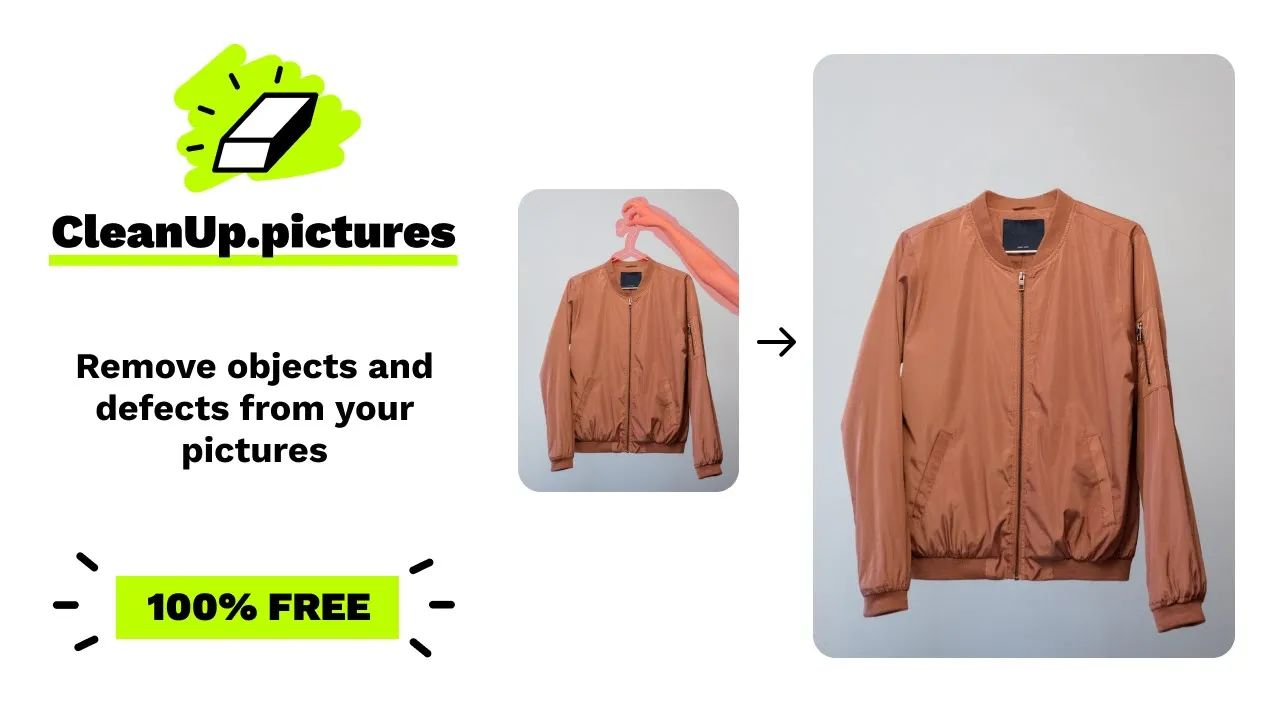 CleanUp.pictures
Remove objects and
defects from your
pictures
100% FREE